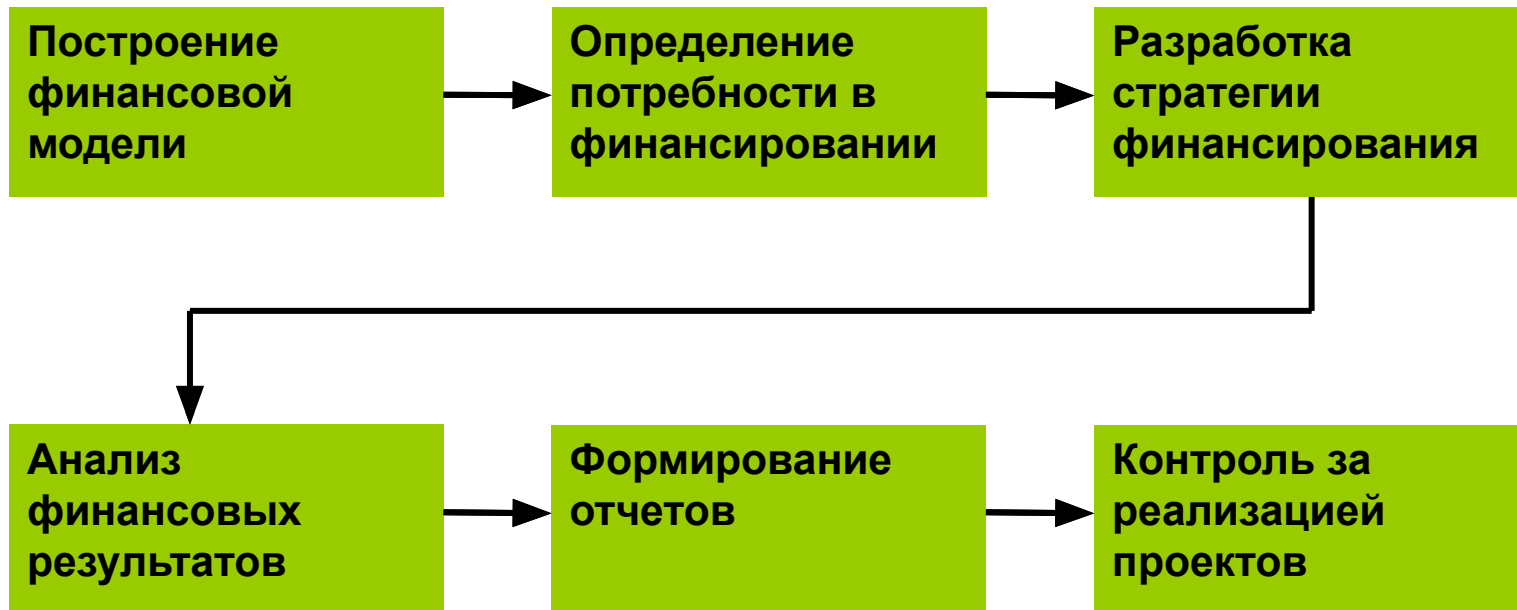 Построение
финансовой
модели
Определение
потребности в
финансировании
Разработка
стратегии
финансирования
Анализ
финансовых
результатов
Формирование
отчетов
Контроль за
реализацией
проектов